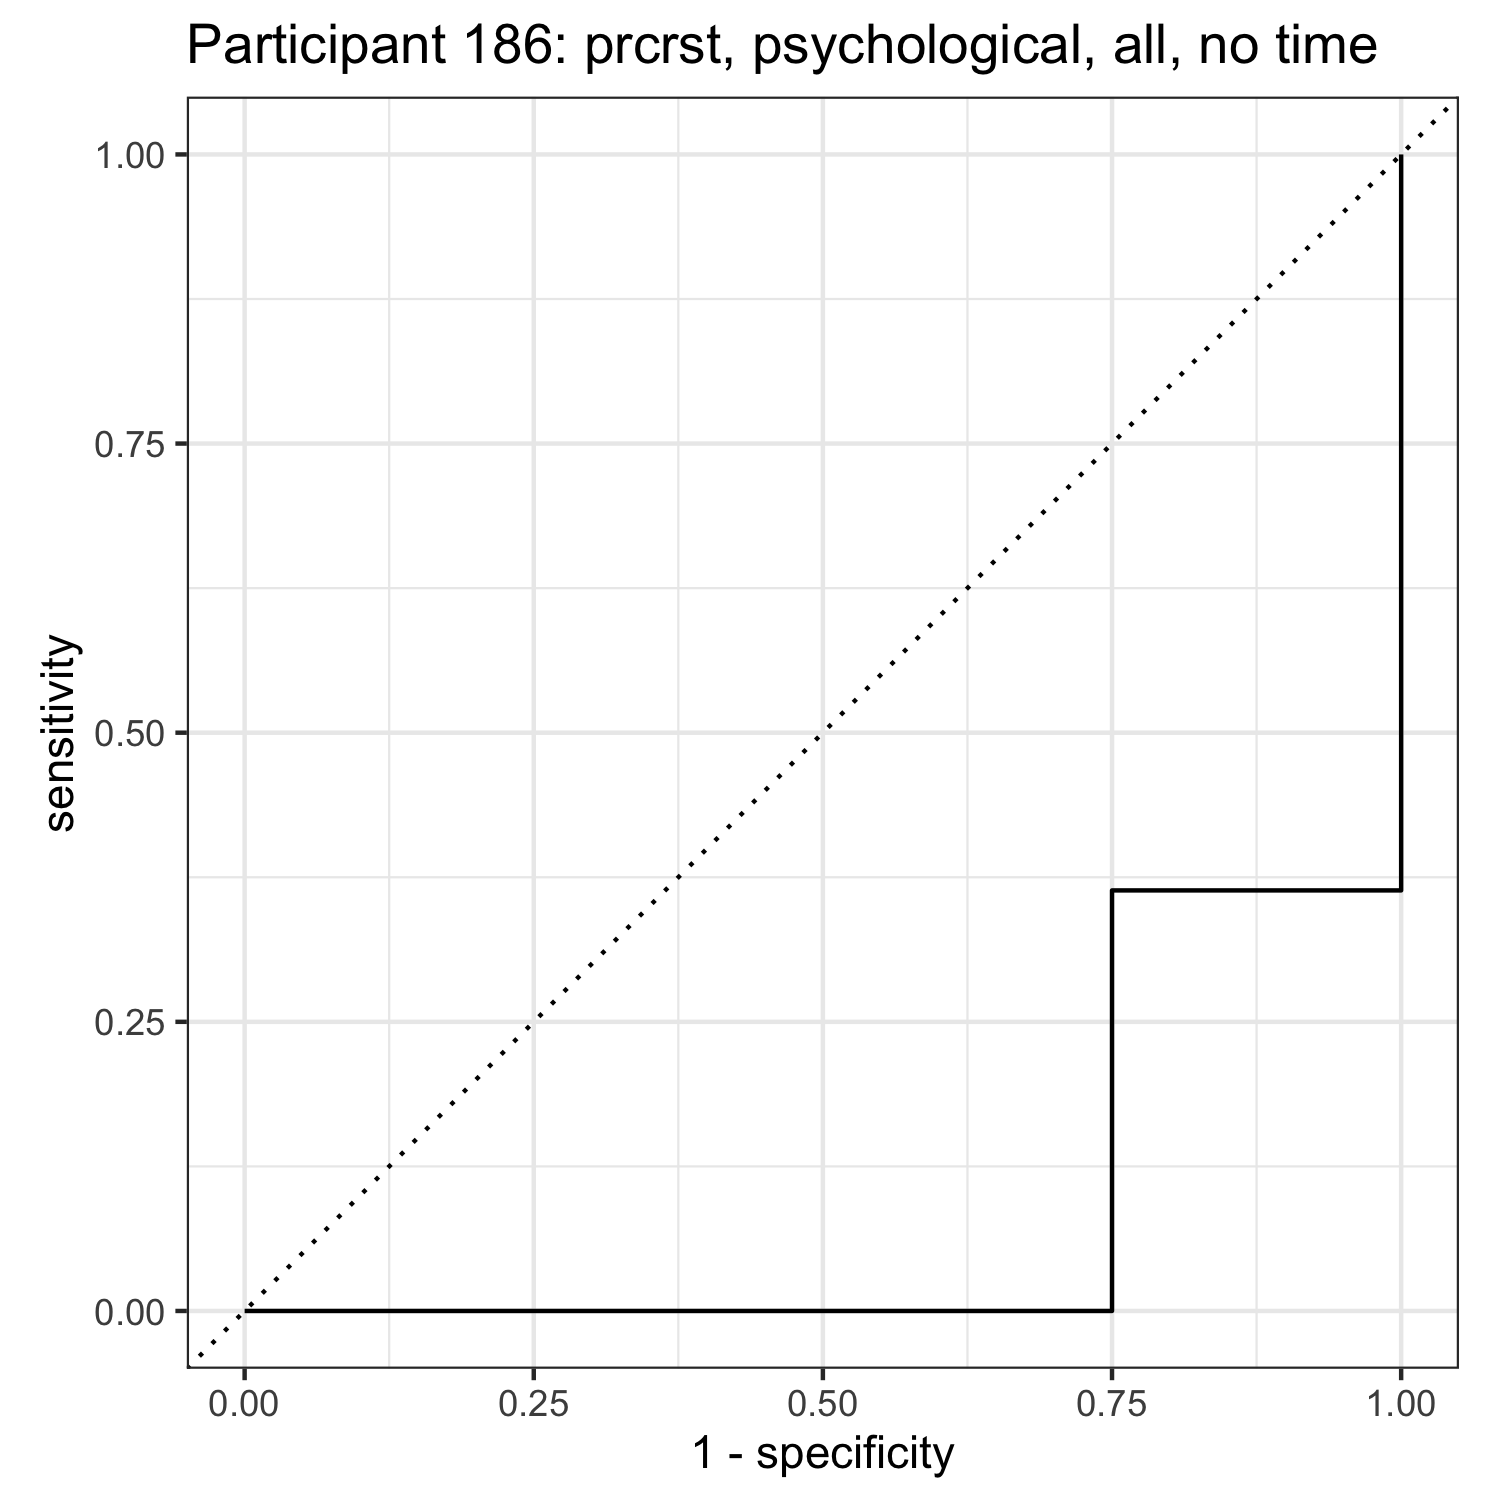 Participant 186: prcrst, psychological, all, no time
1.00
0.75
0.50
0.25
0.00
sensitivity
0.00 0.25 0.50 0.75 1.00
1 - specificity